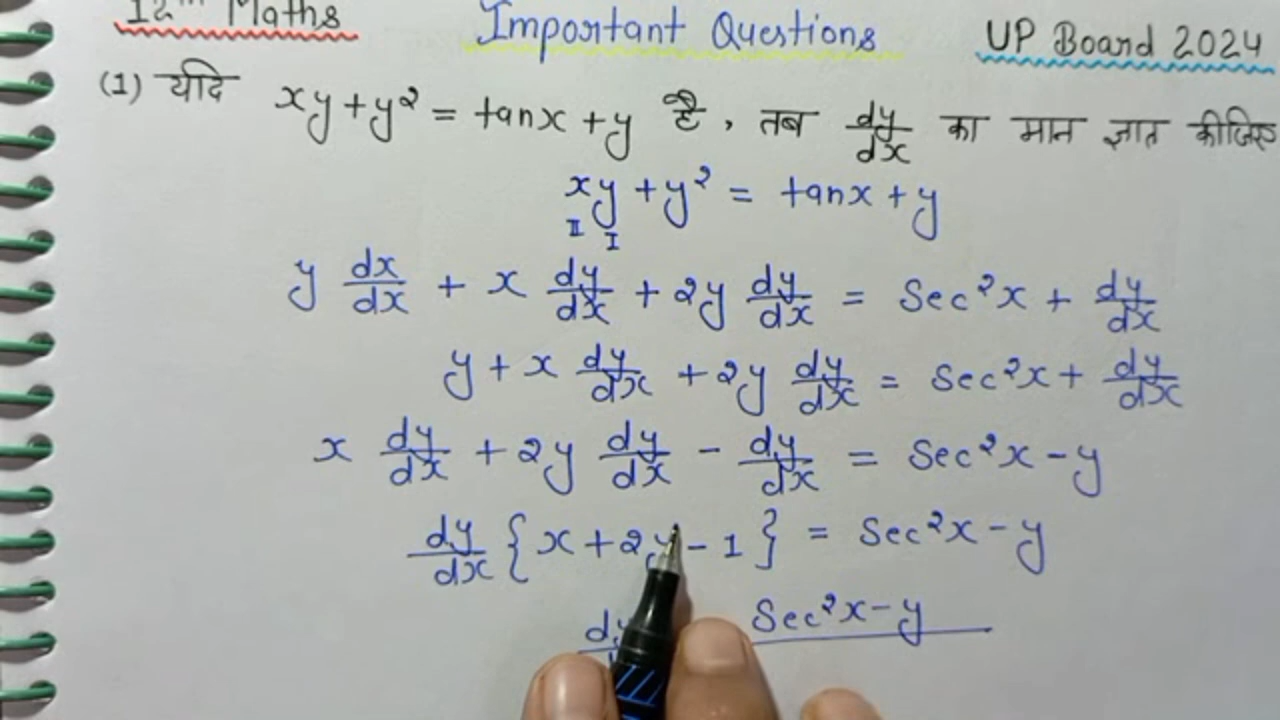 12th Maths Important Questions UP Board 2024
(1) यदि xy+y² = tanx+y है, तब dy/dx का मान ज्ञात कीजिए
xy+y² = tanx+y
II I
y dx/dx + x dy/dx + 2y dy/dx = Sec²x + dy/dx
y + x dy/dx + 2y dy/dx = Sec²x + dy/dx
x dy/dx + 2y dy/dx - dy/dx = Sec²x - y
dy/dx {x+2y-1} = Sec²x - y
Sec²x - y